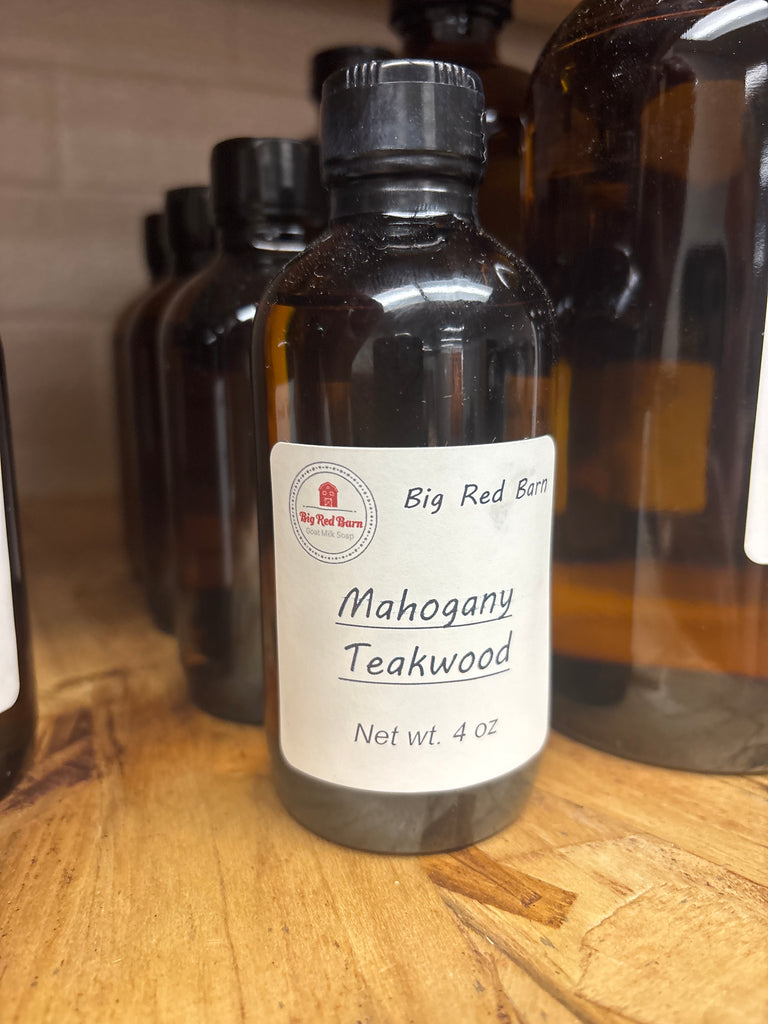 Big Red Barn
Big Red Barn
Goat Milk Soap
Mahogany
Teakwood
Net wt. 4 oz